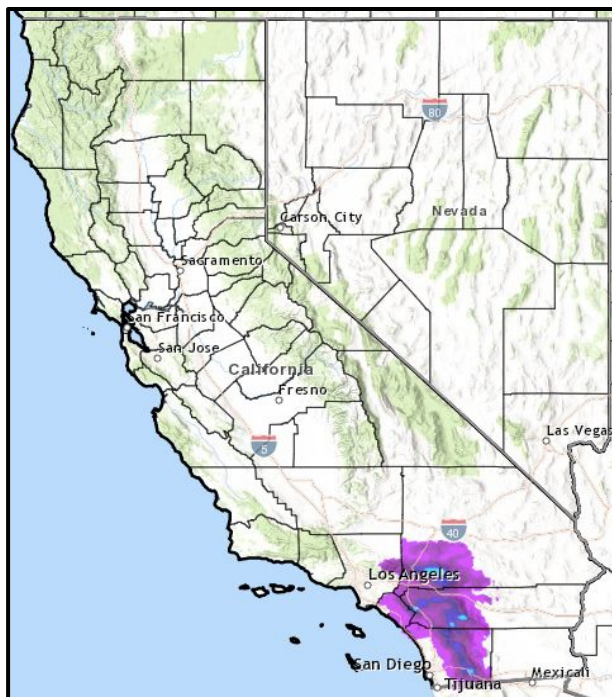 80
Carson City
Nevada
Sacramento
San Francisco
San Jose
California
Fresno
Las Vegas
5
40
Los Angeles
San Diego
Tijuana
Mexicali